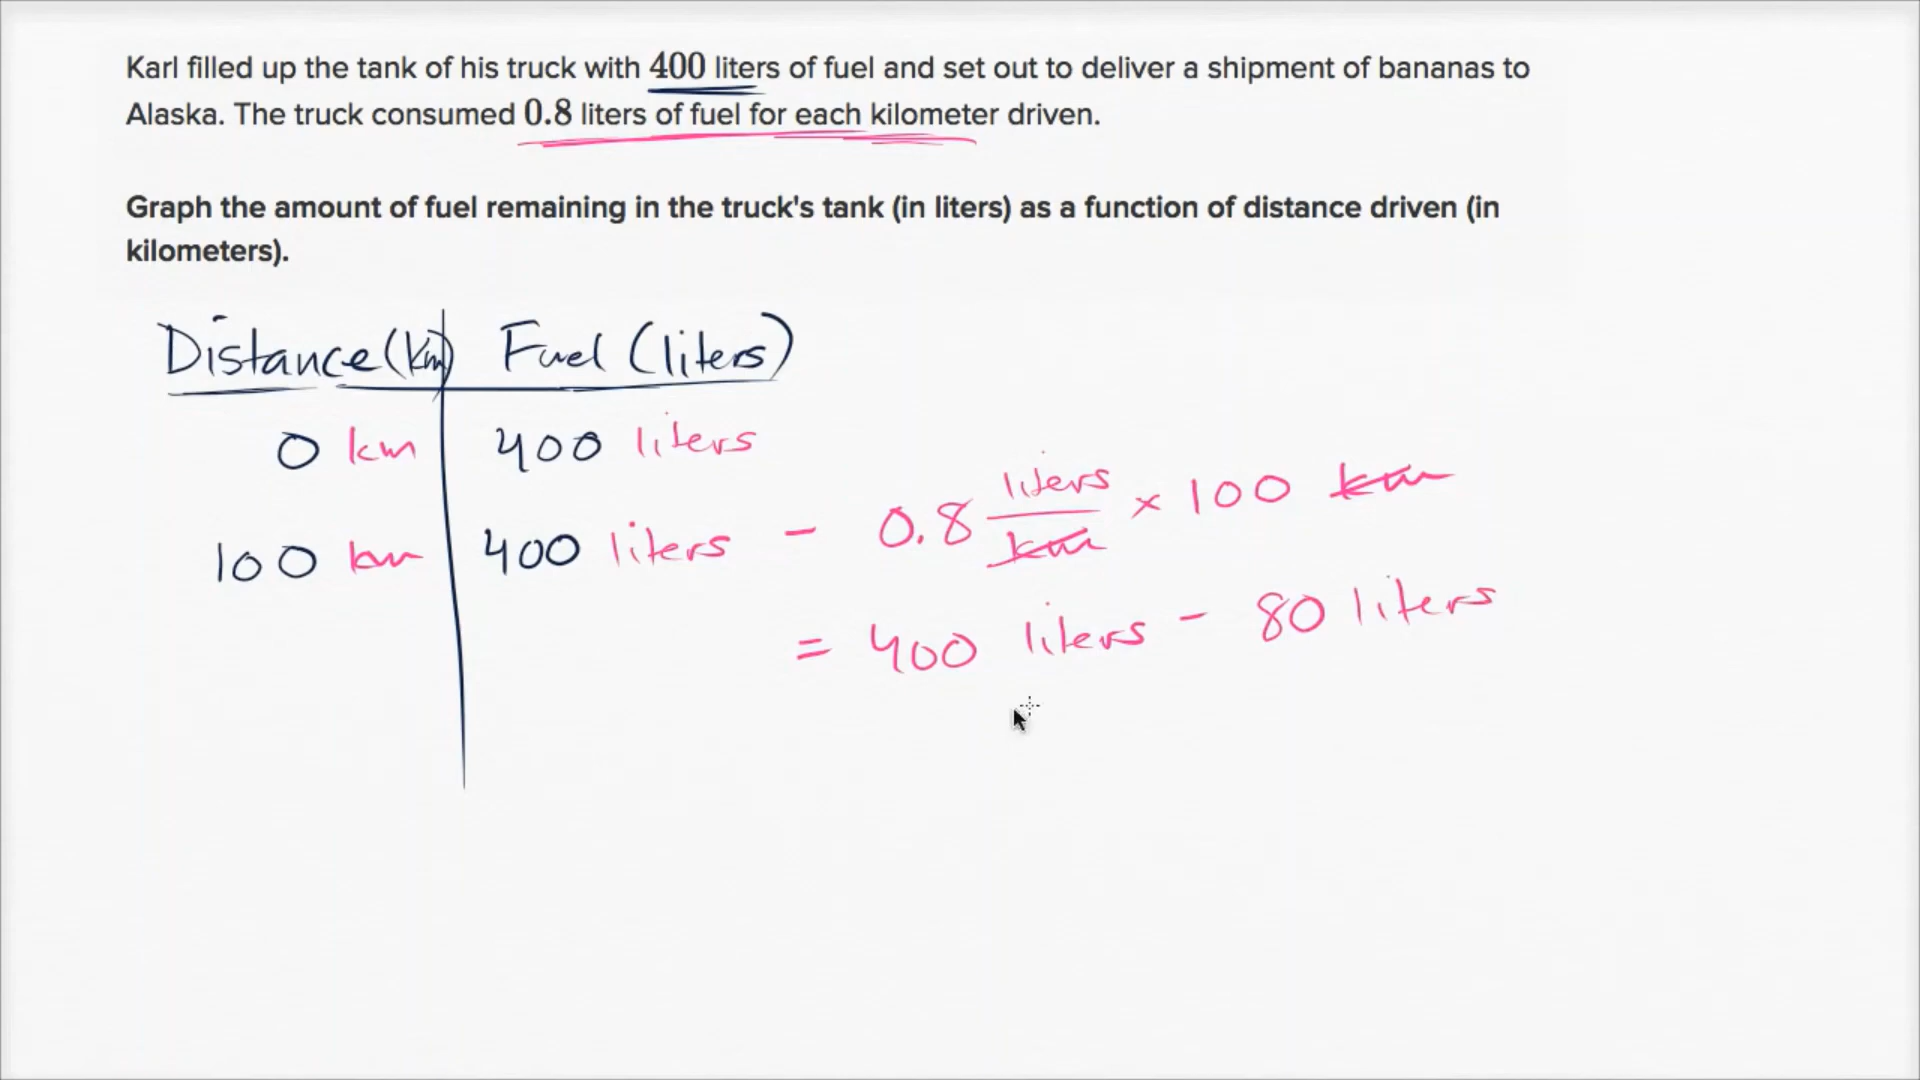 Karl filled up the tank of his truck with 400 liters of fuel and set out to deliver a shipment of bananas to
Alaska. The truck consumed 0.8 liters of fuel for each kilometer driven.
Graph the amount of fuel remaining in the truck's tank (in liters) as a function of distance driven (in
kilometers).
Distance (km) Fuel (liters)
0 km 400 liters
100 km 400 liters - 0.8 liters/km × 100 km
= 400 liters - 80 liters